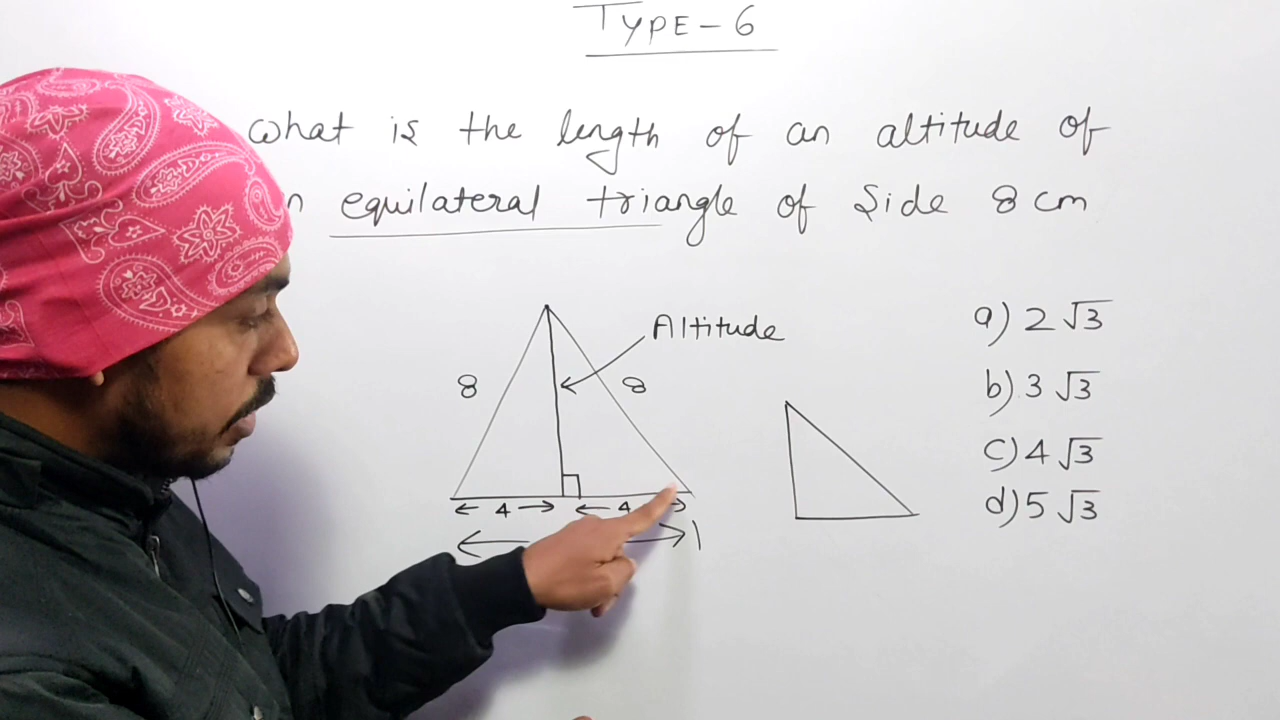 TYPE-6
what is the length of an altitude of
n equilateral triangle of Side 8 cm
Altitude
8
8
4
4
a) 2√3
b) 3√3
c) 4√3
d) 5√3